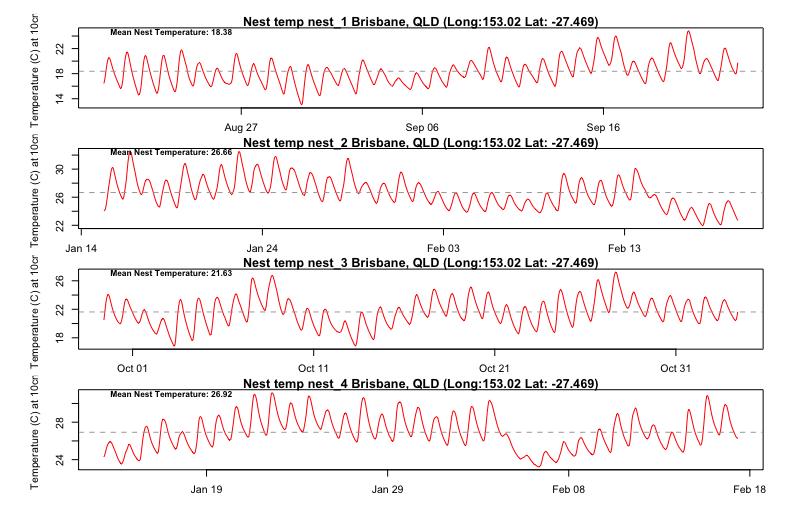 Nest temp nest_1 Brisbane, QLD (Long:153.02 Lat: -27.469)
Mean Nest Temperature: 18.38
Temperature (C) at 10cm
22
18
14
Aug 27 Sep 06 Sep 16
Nest temp nest_2 Brisbane, QLD (Long:153.02 Lat: -27.469)
Mean Nest Temperature: 26.66
Temperature (C) at 10cm
30
26
22
Jan 14 Jan 24 Feb 03 Feb 13
Nest temp nest_3 Brisbane, QLD (Long:153.02 Lat: -27.469)
Mean Nest Temperature: 21.63
Temperature (C) at 10cm
26
22
18
Oct 01 Oct 11 Oct 21 Oct 31
Nest temp nest_4 Brisbane, QLD (Long:153.02 Lat: -27.469)
Mean Nest Temperature: 26.92
Temperature (C) at 10cm
28
24
Jan 19 Jan 29 Feb 08 Feb 18